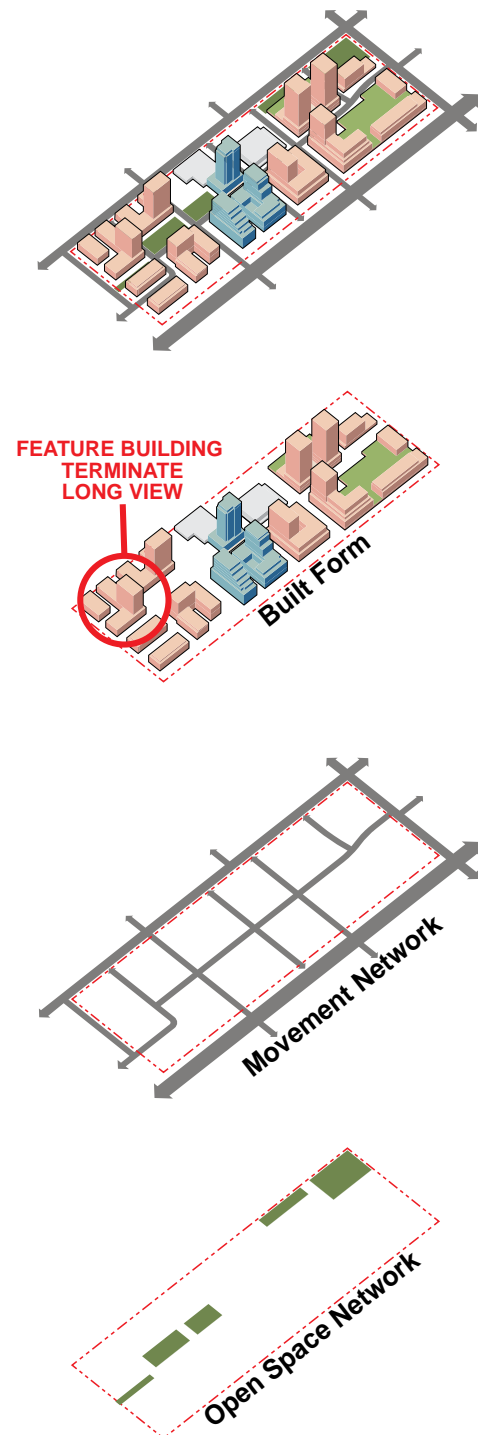 FEATURE BUILDING
TERMINATE
LONG VIEW
Built Form
Movement Network
Open Space Network